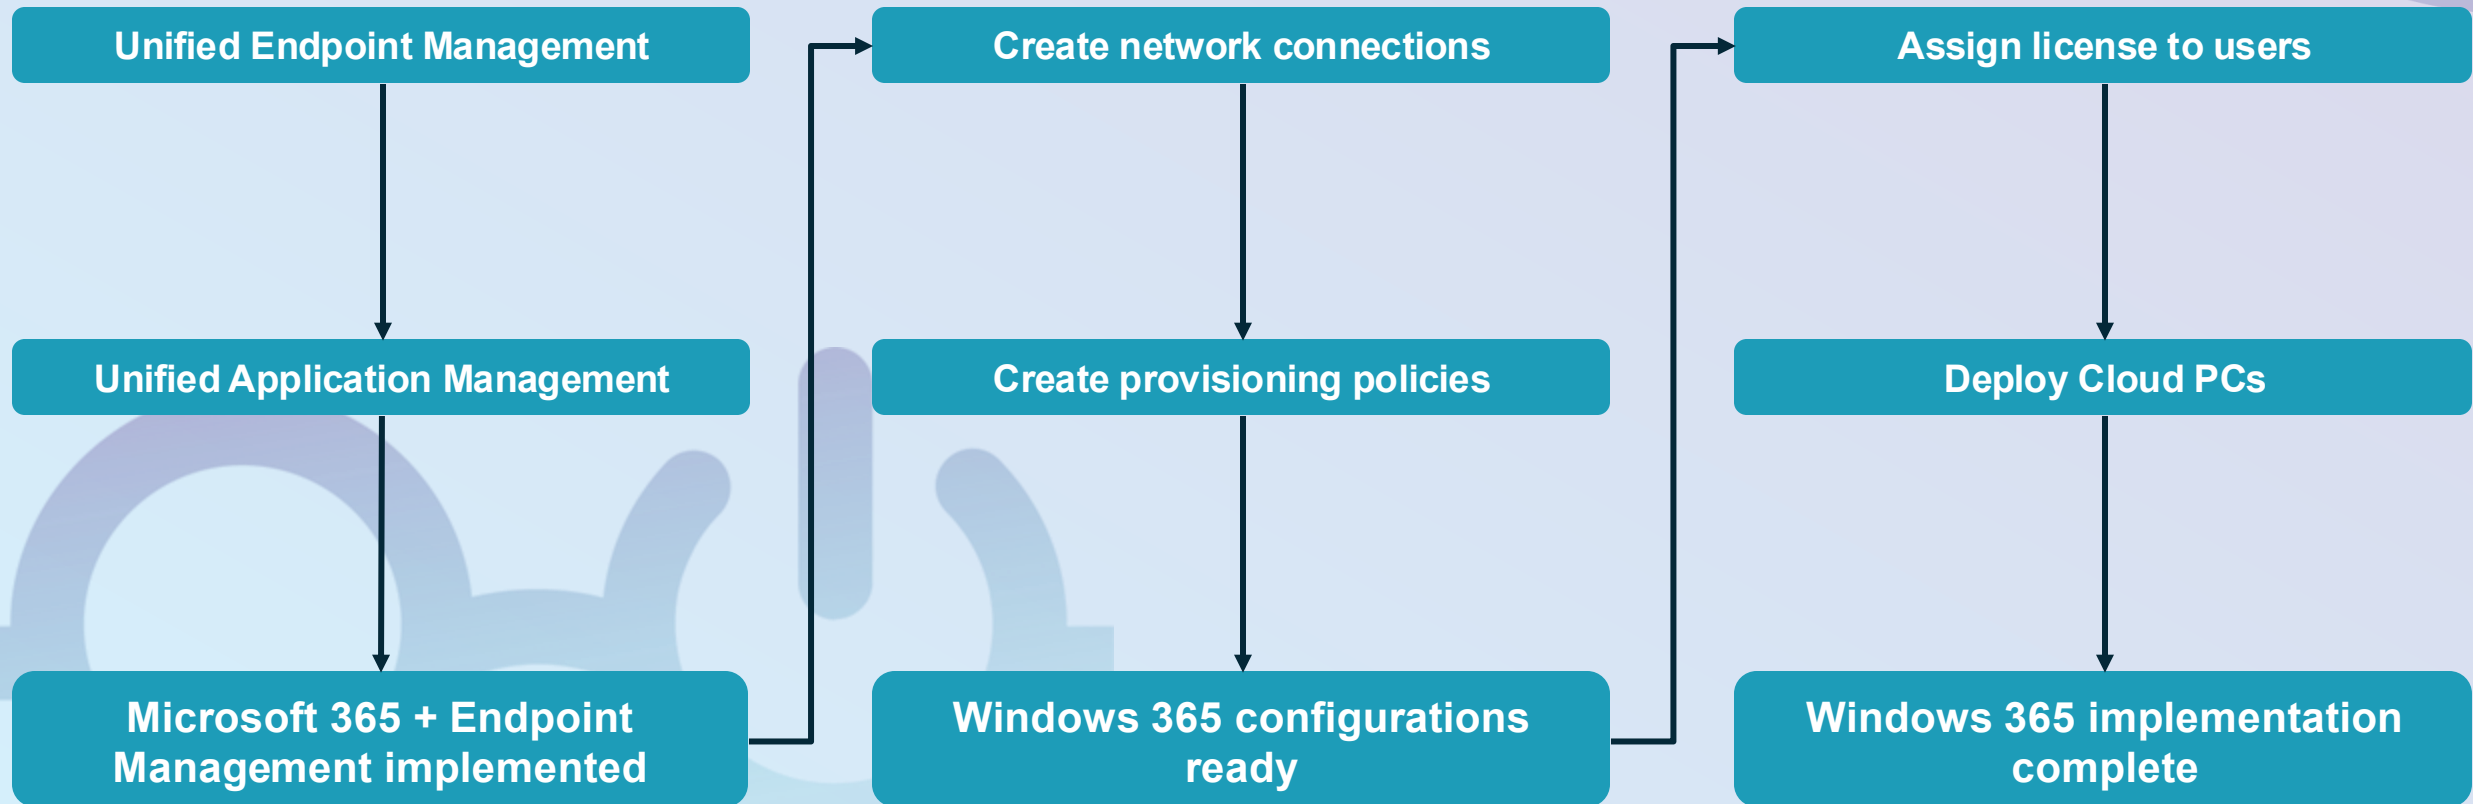 Unified Endpoint Management
Unified Application Management
Microsoft 365 + Endpoint
Management implemented
Create network connections
Create provisioning policies
Windows 365 configurations
ready
Assign license to users
Deploy Cloud PCs
Windows 365 implementation
complete